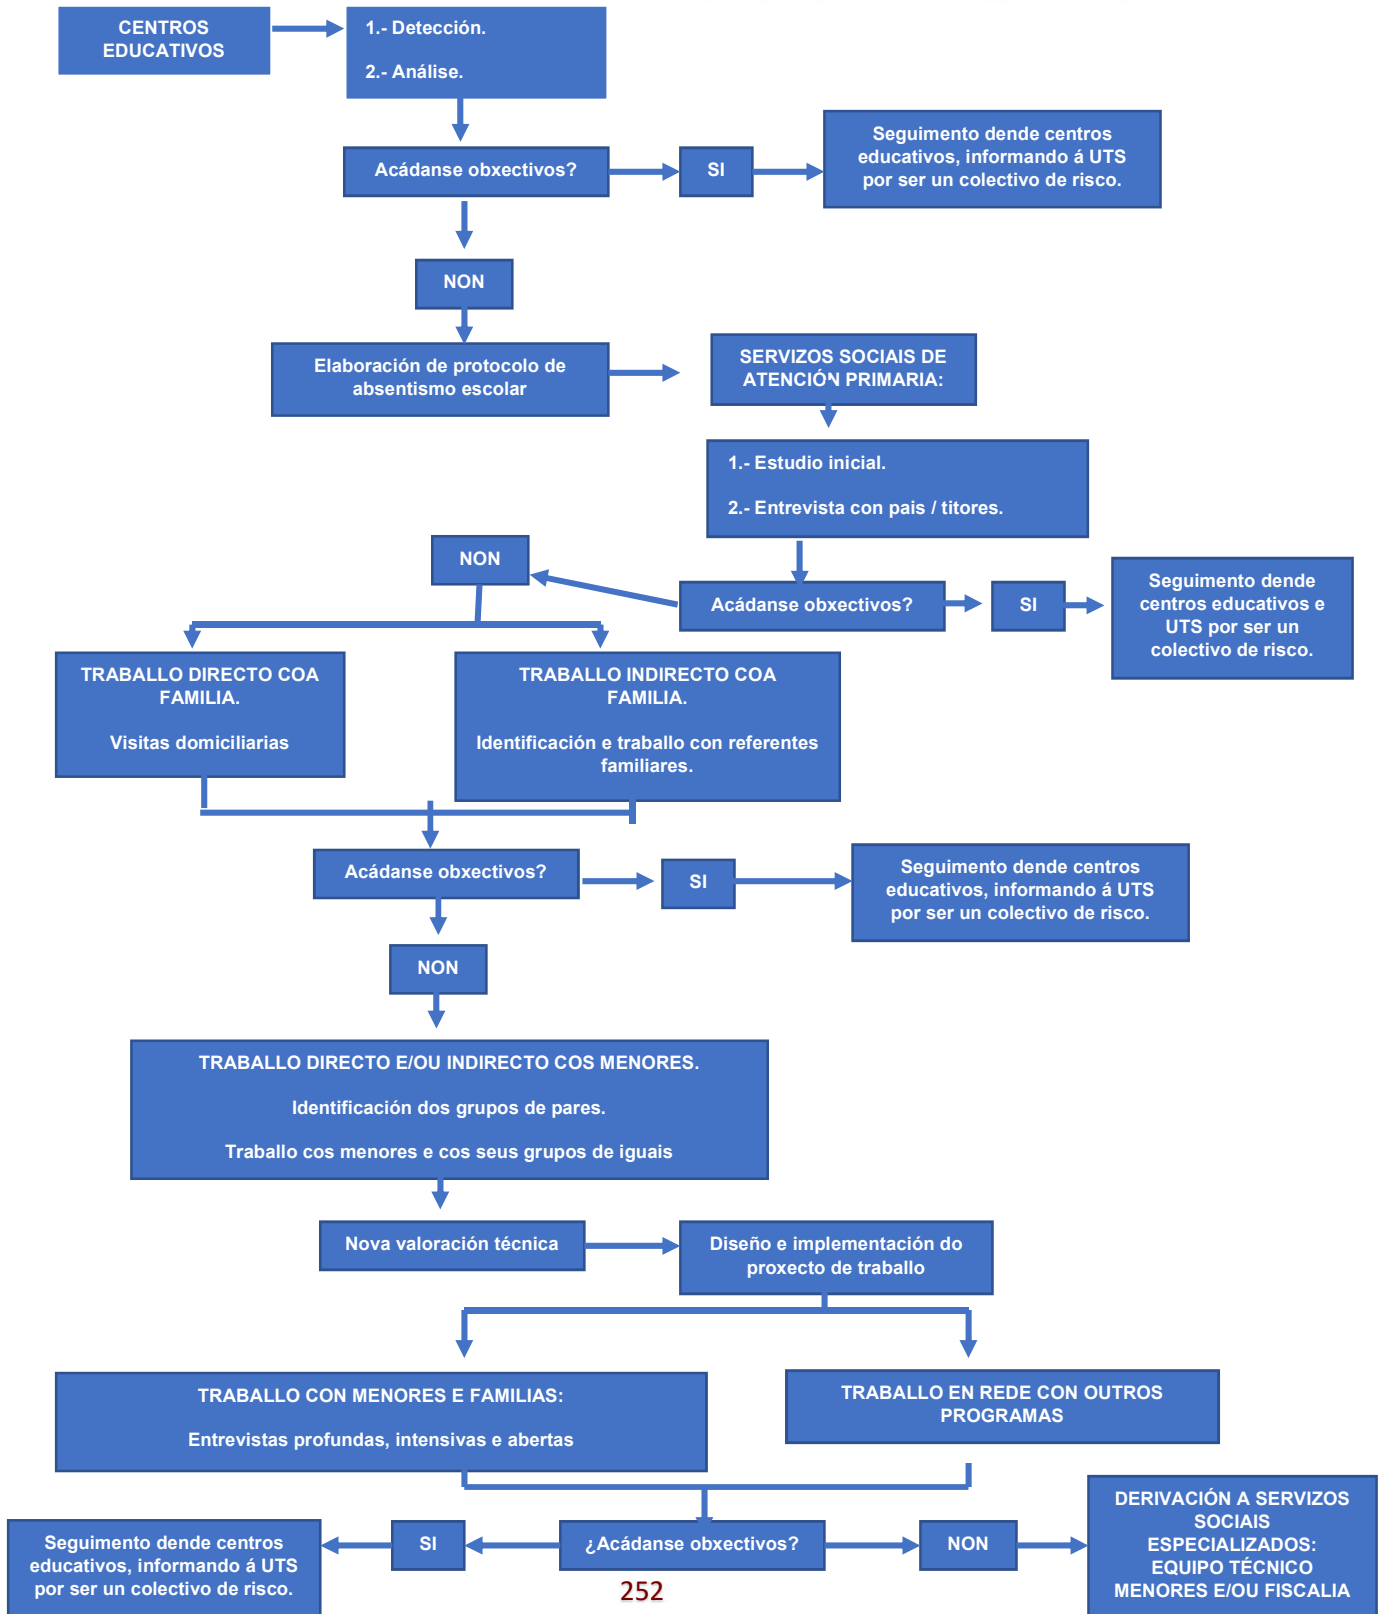 CENTROS
EDUCATIVOS
1.- Detección.
2.- Análise.
Acádanse obxectivos?
SI
Seguimento dende centros
educativos, informando á UTS
por ser un colectivo de risco.
NON
Elaboración de protocolo de
absentismo escolar
SERVIZOS SOCIAIS DE
ATENCIÓN PRIMARIA:
1.- Estudio inicial.
2.- Entrevista con pais / titores.
NON
Acádanse obxectivos?
SI
Seguimento dende
centros educativos e
UTS por ser un
colectivo de risco.
TRABALLO DIRECTO COA
FAMILIA.
Visitas domiciliarias
TRABALLO INDIRECTO COA
FAMILIA.
Identificación e traballo con referentes
familiares.
Acádanse obxectivos?
SI
Seguimento dende centros
educativos, informando á UTS
por ser un colectivo de risco.
NON
TRABALLO DIRECTO E/OU INDIRECTO COS MENORES.
Identificación dos grupos de pares.
Traballo cos menores e cos seus grupos de iguais
Nova valoración técnica
Diseño e implementación do
proxecto de traballo
TRABALLO CON MENORES E FAMILIAS:
Entrevistas profundas, intensivas e abertas
TRABALLO EN REDE CON OUTROS
PROGRAMAS
Seguimento dende centros
educativos, informando á UTS
por ser un colectivo de risco.
SI
¿Acádanse obxectivos?
NON
DERIVACIÓN A SERVIZOS
SOCIAIS
ESPECIALIZADOS:
EQUIPO TÉCNICO
MENORES E/OU FISCALIA
252